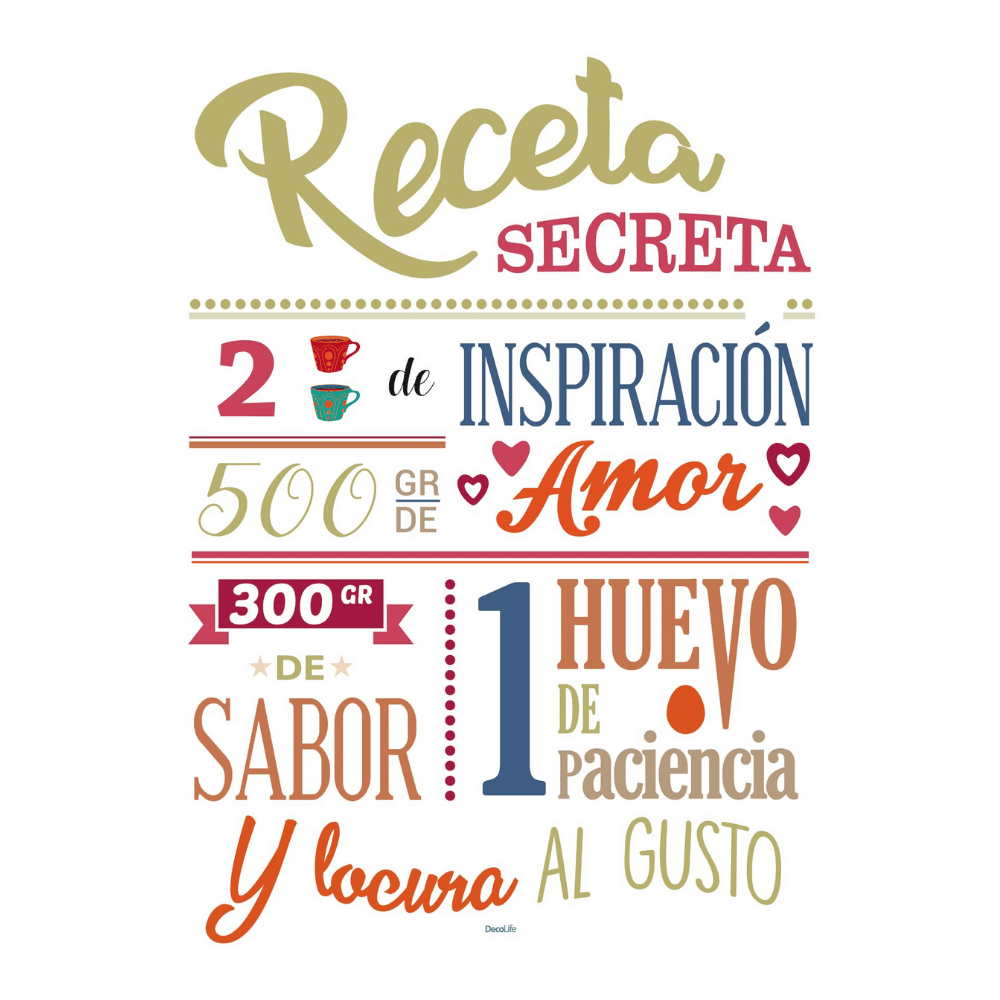 Receta
SECRETA
2 de INSPIRACIÓN
500 GR DE Amor
300 GR
DE
SABOR
1 HUEVO
DE
Paciencia
Y locura AL GUSTO
DecoLife